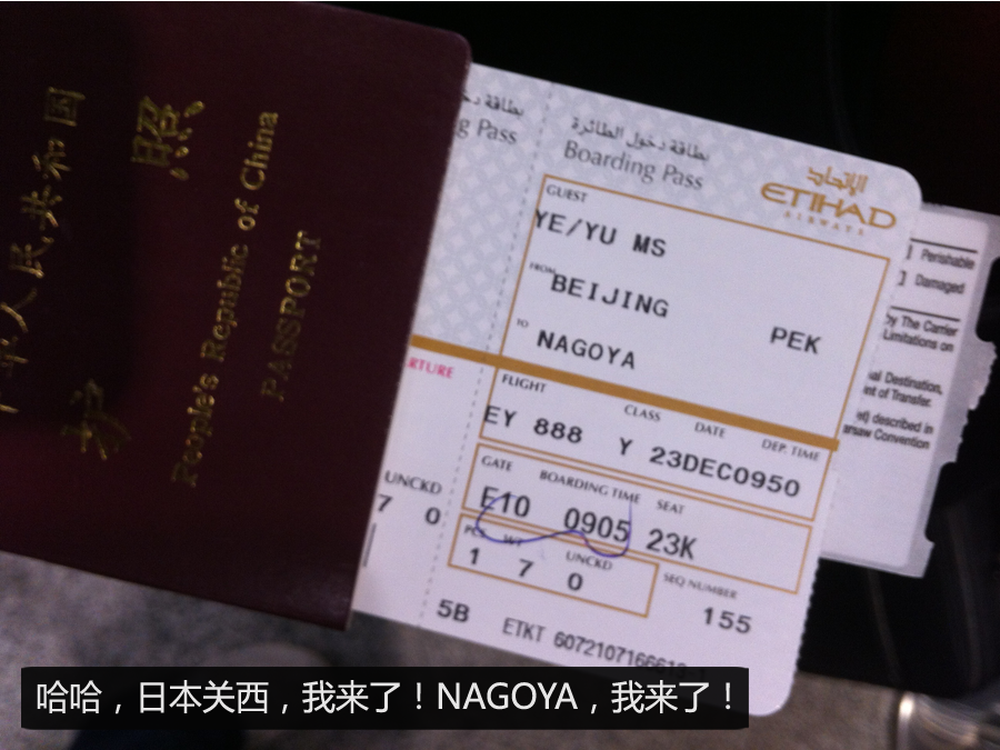 中华人民共和国
护 照
People's Republic of China
PASSPORT
g Pass
بطاقة دخول الطائرة
Boarding Pass
الإتحاد
ETIHAD
AIRWAYS
GUEST
YE/YU MS
FROM
BEIJING PEK
TO
NAGOYA
FLIGHT CLASS DATE DEP. TIME
EY 888 Y 23DEC0950
GATE BOARDING TIME SEAT
E10 0905 23K
PCS WT UNCKD SEQ NUMBER
1 7 0 155
5B ETKT
RTURE
UNCKD
7 0
] Perishable
] Damaged
by The Carrier
Limitations on
Destination,
of Transfer.
described in
Convention
哈哈，日本关西，我来了！NAGOYA，我来了！